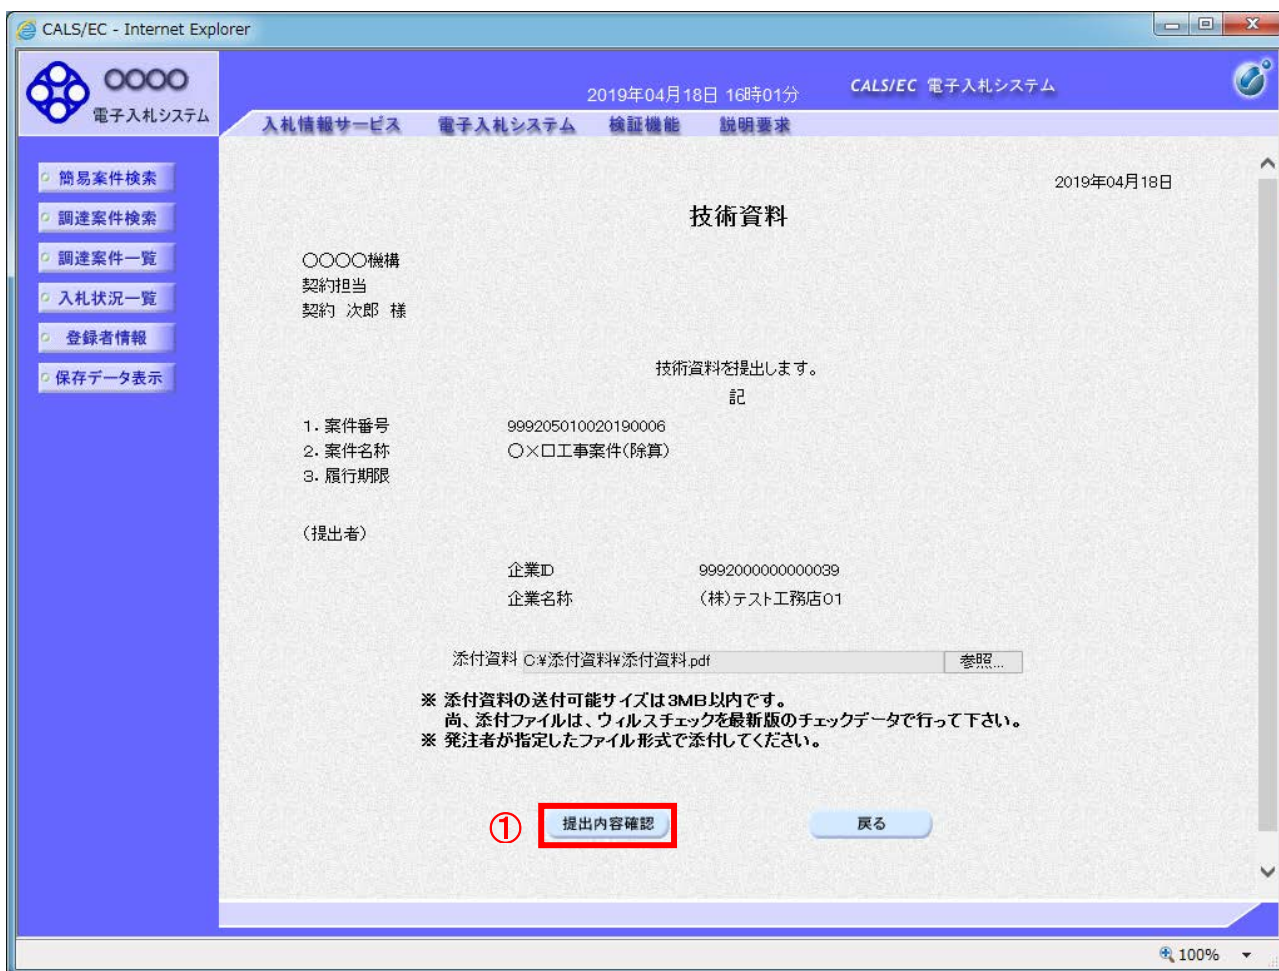 CALS/EC - Internet Explorer
〇〇〇〇
電子入札システム
2019年04月18日 16時01分
CALS/EC 電子入札システム
入札情報サービス 電子入札システム 検証機能 説明要求
簡易案件検索
調達案件検索
調達案件一覧
入札状況一覧
登録者情報
保存データ表示
2019年04月18日
技術資料
〇〇〇〇機構
契約担当
契約 次郎 様
技術資料を提出します。
記
1.案件番号 999205010020190006
2.案件名称 〇×口工事案件(除算)
3.履行期限
(提出者)
企業ID 9992000000000039
企業名称 (株)テスト工務店01
添付資料 C:¥添付資料¥添付資料.pdf 参照...
※ 添付資料の送付可能サイズは3MB以内です。
尚、添付ファイルは、ウィルスチェックを最新版のチェックデータで行って下さい。
※ 発注者が指定したファイル形式で添付してください。
① 提出内容確認 戻る
100%